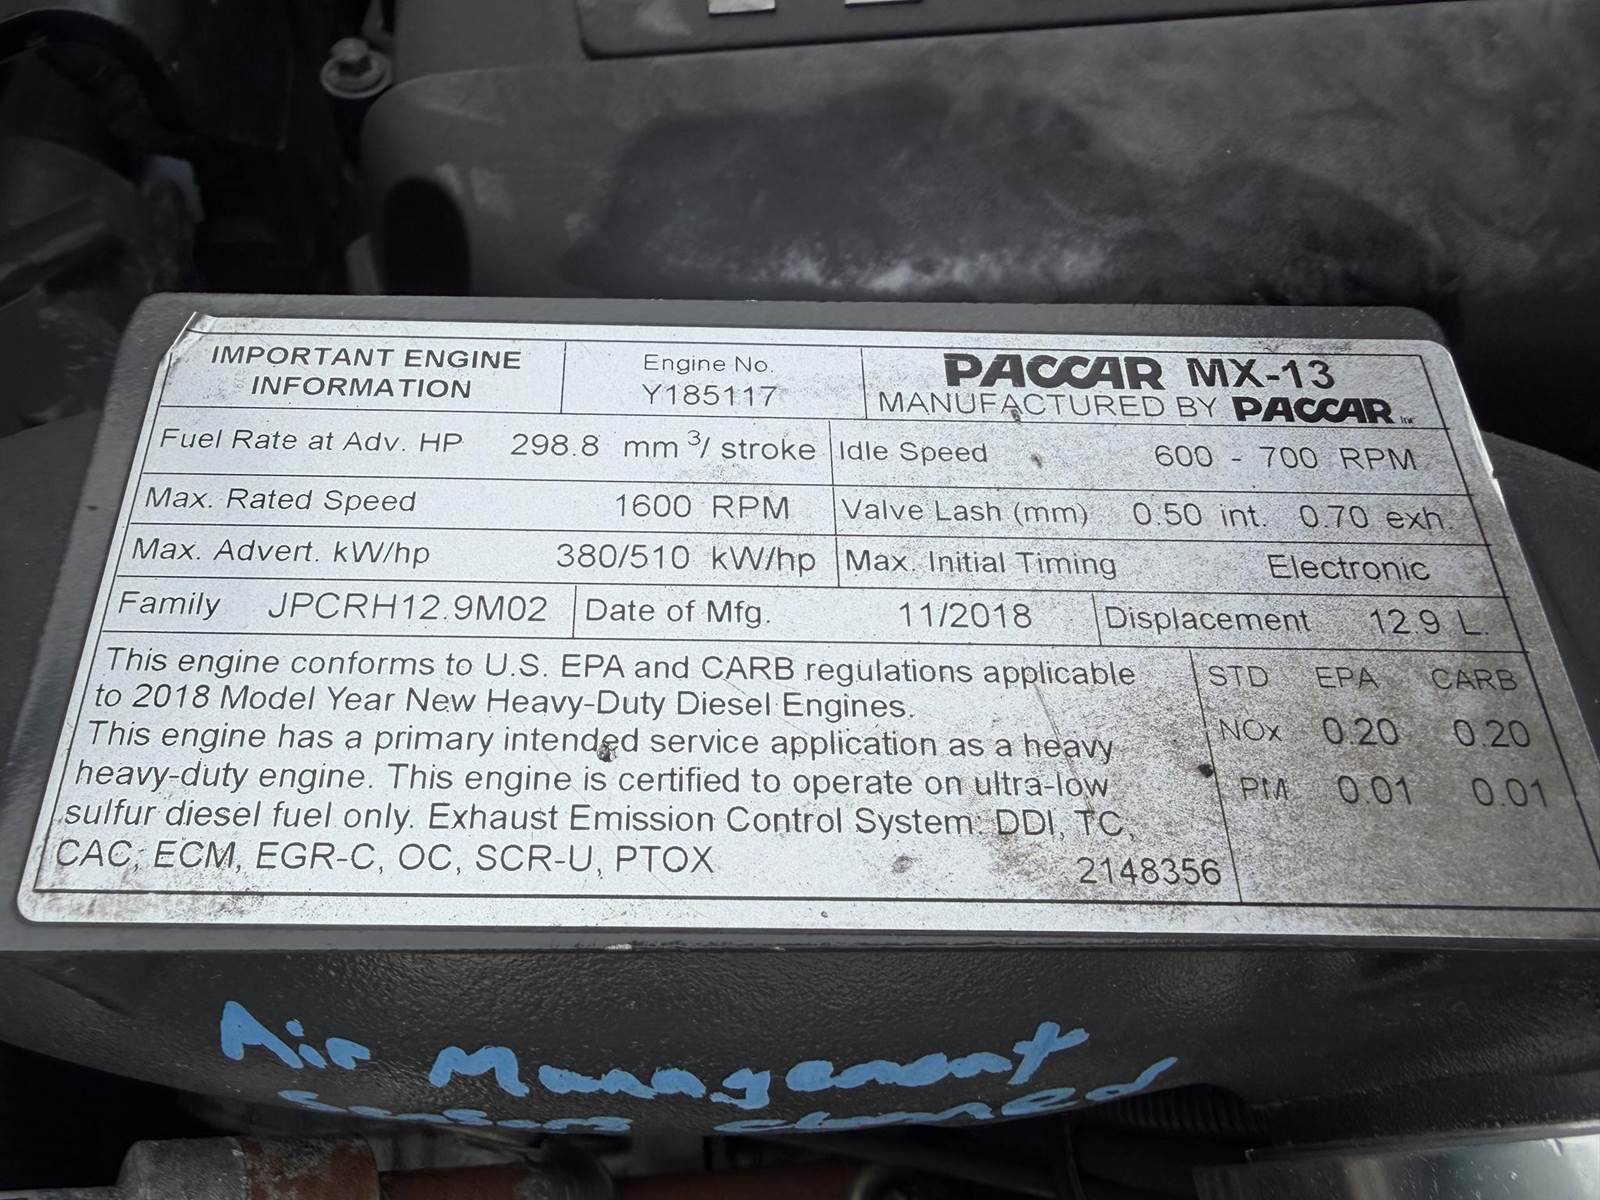 IMPORTANT ENGINE INFORMATION
Engine No.
Y185117
PACCAR MX-13
MANUFACTURED BY PACCAR Inc
Fuel Rate at Adv. HP 298.8 mm 3/ stroke
Idle Speed 600 - 700 RPM
Max. Rated Speed 1600 RPM
Valve Lash (mm) 0.50 int. 0.70 exh.
Max. Advert. kW/hp 380/510 kW/hp
Max. Initial Timing Electronic
Family JPCRH12.9M02
Date of Mfg. 11/2018
Displacement 12.9 L.
This engine conforms to U.S. EPA and CARB regulations applicable
to 2018 Model Year New Heavy-Duty Diesel Engines.
This engine has a primary intended service application as a heavy
heavy-duty engine. This engine is certified to operate on ultra-low
sulfur diesel fuel only. Exhaust Emission Control System: DDI, TC,
CAC, ECM, EGR-C, OC, SCR-U, PTOX 2148356
STD EPA CARB
NOx 0.20 0.20
PM 0.01 0.01
Air Management
sensors cleaned